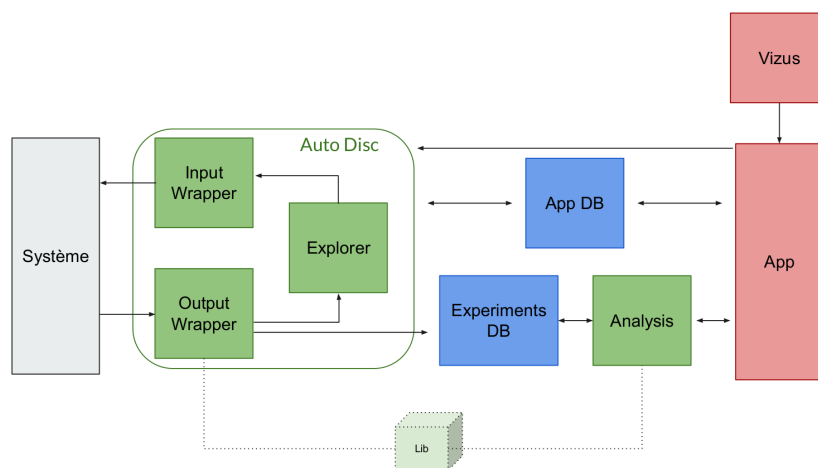 Vizus
Auto Disc
Input
Wrapper
App DB
Système
Explorer
App
Output
Wrapper
Experiments
DB
Analysis
Lib